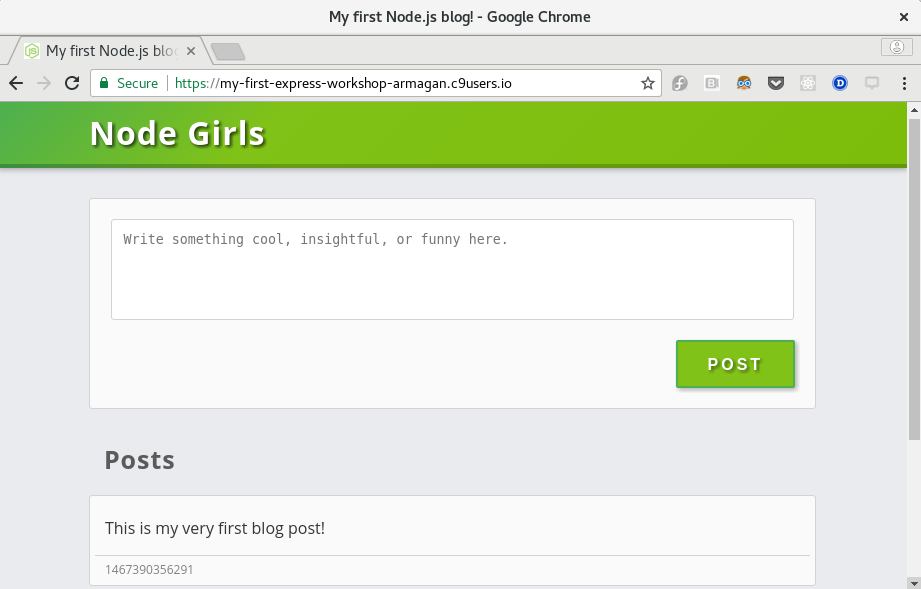 My first Node.js blog! - Google Chrome
My first Node.js blo
Secure https://my-first-express-workshop-armagan.c9users.io
Node Girls
Write something cool, insightful, or funny here.
POST
Posts
This is my very first blog post!
1467390356291